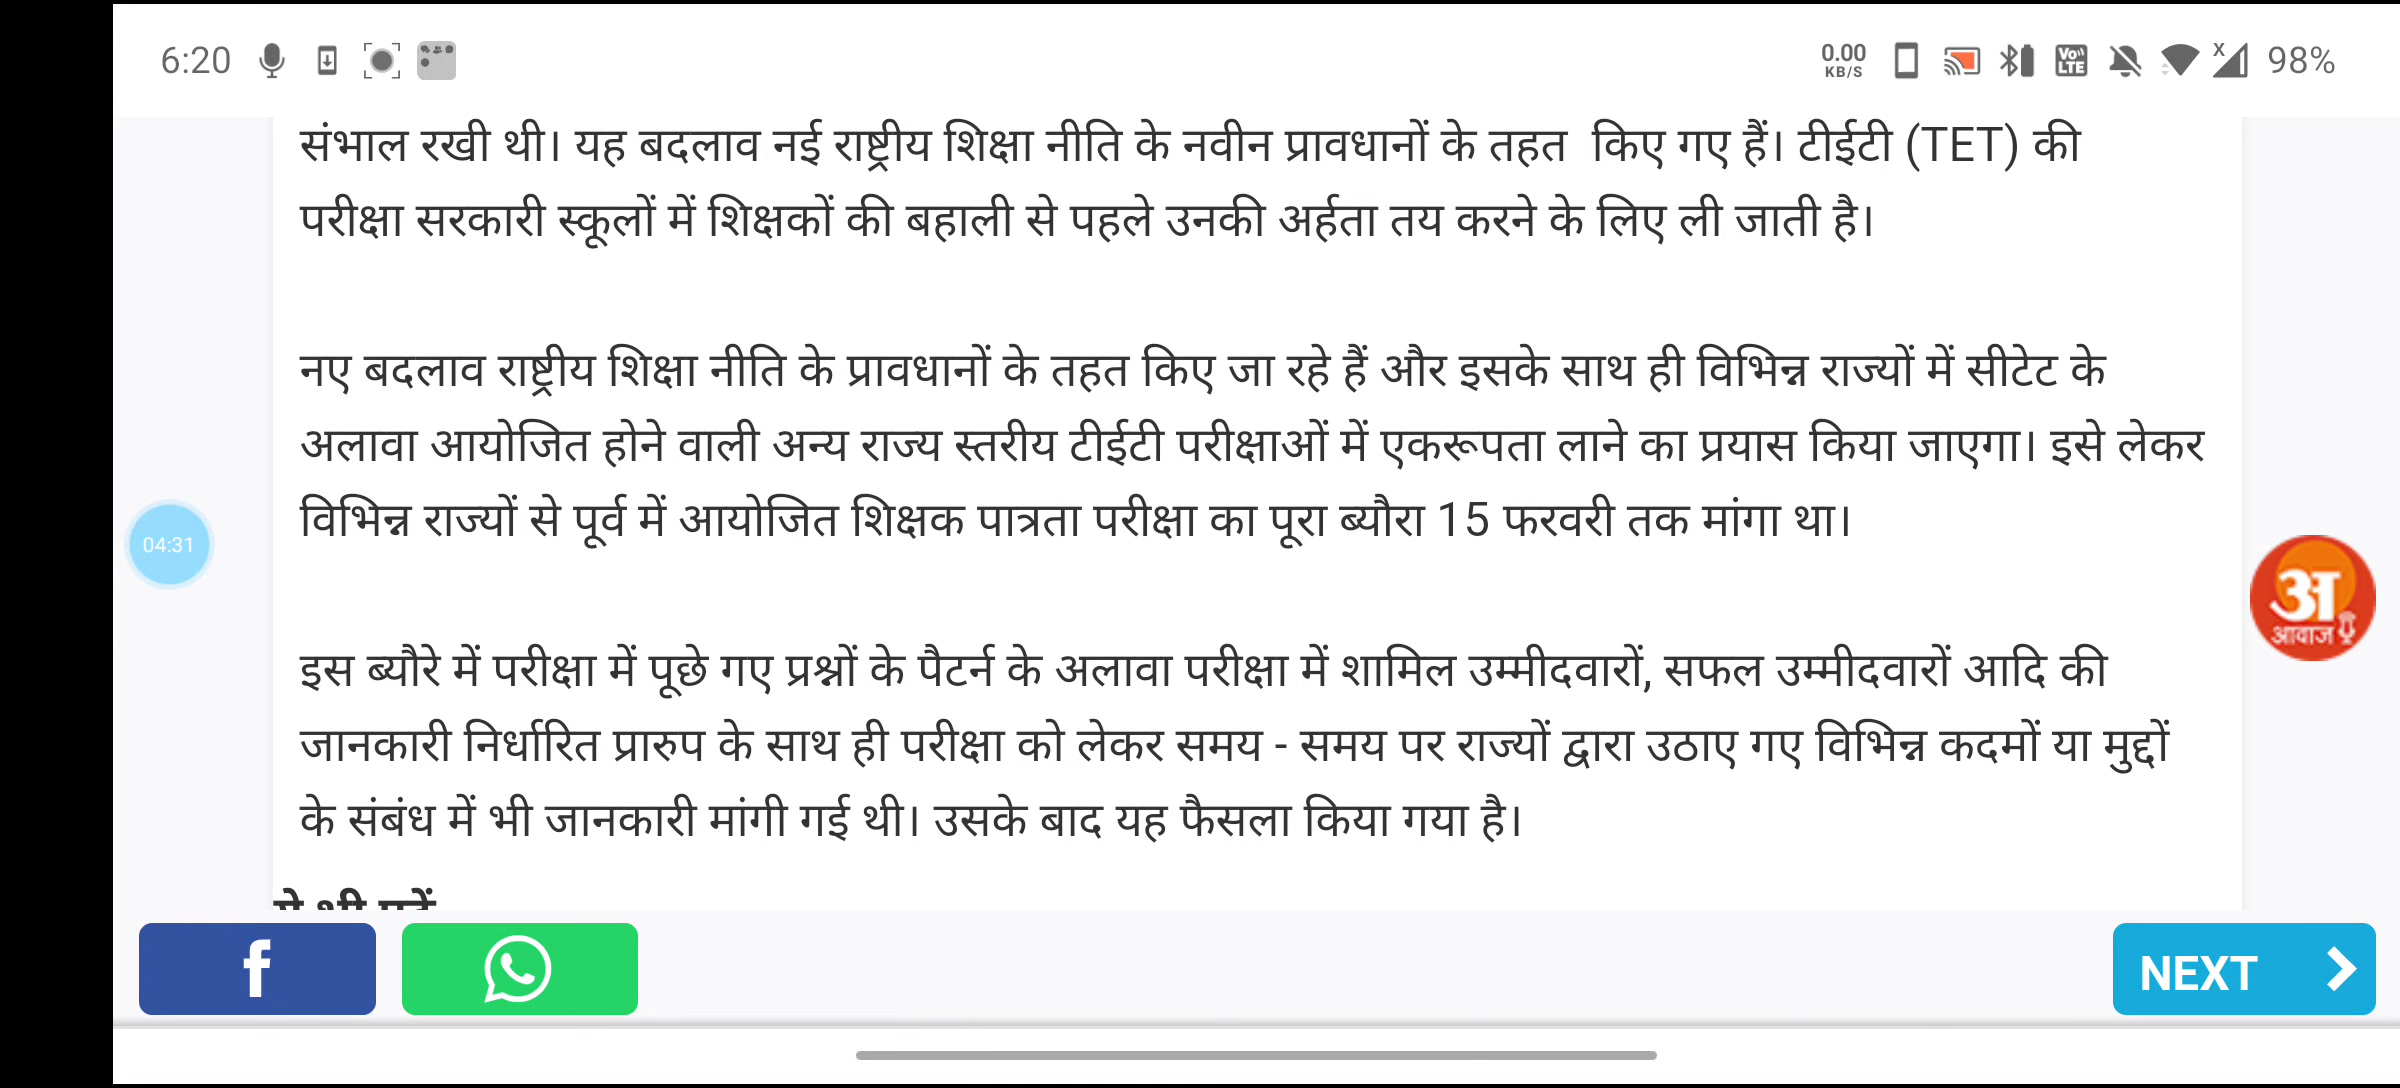 6:20
0.00
KB/S
VoLTE
x
98%
संभाल रखी थी। यह बदलाव नई राष्ट्रीय शिक्षा नीति के नवीन प्रावधानों के तहत  किए गए हैं। टीईटी (TET) की
परीक्षा सरकारी स्कूलों में शिक्षकों की बहाली से पहले उनकी अर्हता तय करने के लिए ली जाती है।
नए बदलाव राष्ट्रीय शिक्षा नीति के प्रावधानों के तहत किए जा रहे हैं और इसके साथ ही विभिन्न राज्यों में सीटेट के
अलावा आयोजित होने वाली अन्य राज्य स्तरीय टीईटी परीक्षाओं में एकरूपता लाने का प्रयास किया जाएगा। इसे लेकर
विभिन्न राज्यों से पूर्व में आयोजित शिक्षक पात्रता परीक्षा का पूरा ब्यौरा 15 फरवरी तक मांगा था।
04:31
अ
आवाज
इस ब्यौरे में परीक्षा में पूछे गए प्रश्नों के पैटर्न के अलावा परीक्षा में शामिल उम्मीदवारों, सफल उम्मीदवारों आदि की
जानकारी निर्धारित प्रारुप के साथ ही परीक्षा को लेकर समय - समय पर राज्यों द्वारा उठाए गए विभिन्न कदमों या मुद्दों
के संबंध में भी जानकारी मांगी गई थी। उसके बाद यह फैसला किया गया है।
f
NEXT